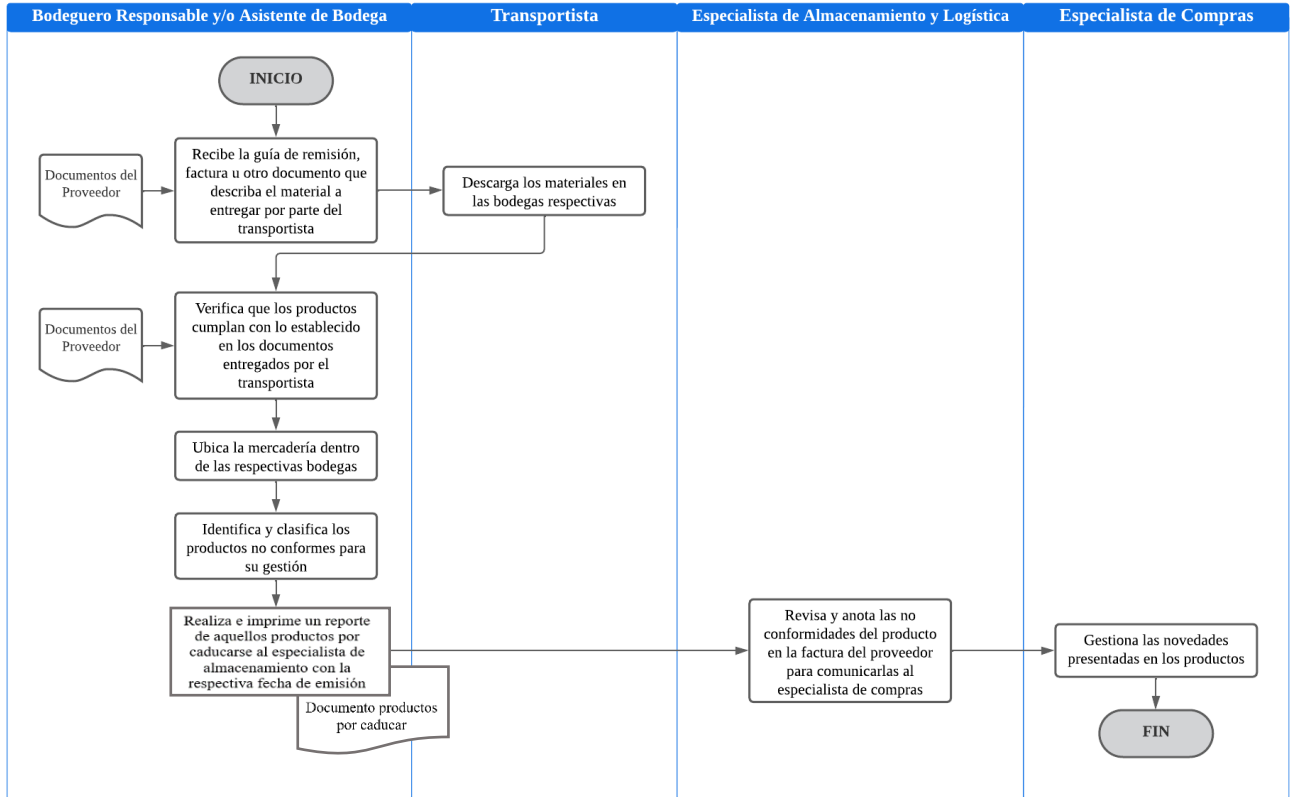 Bodeguero Responsable y/o Asistente de Bodega
Transportista
Especialista de Almacenamiento y Logística
Especialista de Compras
INICIO
Documentos del
Proveedor
Recibe la guía de remisión,
factura u otro documento que
describa el material a
entregar por parte del
transportista
Descarga los materiales en
las bodegas respectivas
Documentos del
Proveedor
Verifica que los productos
cumplan con lo establecido
en los documentos
entregados por el
transportista
Ubica la mercadería dentro
de las respectivas bodegas
Identifica y clasifica los
productos no conformes para
su gestión
Realiza e imprime un reporte
de aquellos productos por
caducarse al especialista de
almacenamiento con la
respectiva fecha de emisión
Documento productos
por caducar
Revisa y anota las no
conformidades del producto
en la factura del proveedor
para comunicarlas al
especialista de compras
Gestiona las novedades
presentadas en los productos
FIN